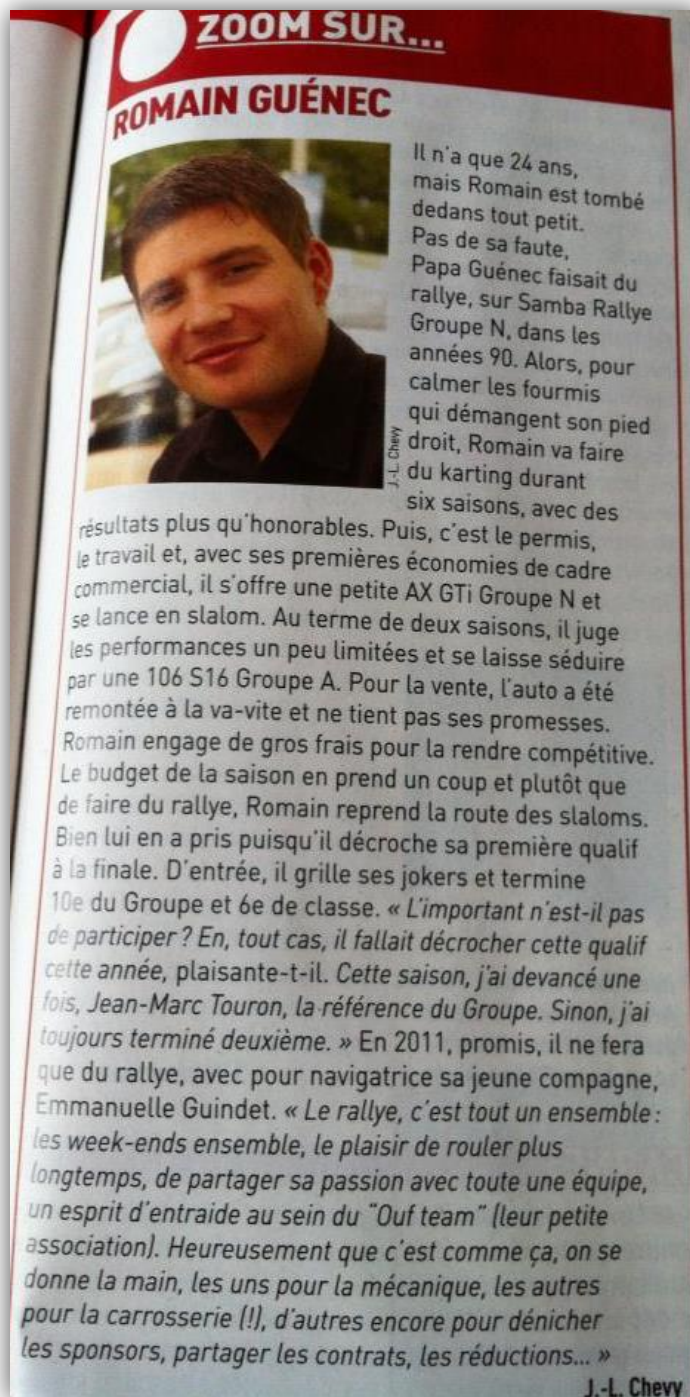 ZOOM SUR...
ROMAIN GUÉNEC
Il n'a que 24 ans,
mais Romain est tombé
dedans tout petit.
Pas de sa faute,
Papa Guénec faisait du
rallye, sur Samba Rallye
Groupe N, dans les
années 90. Alors, pour
calmer les fourmis
qui démangent son pied
droit, Romain va faire
du karting durant
six saisons, avec des
J.-L. Chevy
résultats plus qu'honorables. Puis, c'est le permis,
le travail et, avec ses premières économies de cadre
commercial, il s'offre une petite AX GTi Groupe N et
se lance en slalom. Au terme de deux saisons, il juge
les performances un peu limitées et se laisse séduire
par une 106 S16 Groupe A. Pour la vente, l'auto a été
remontée à la va-vite et ne tient pas ses promesses.
Romain engage de gros frais pour la rendre compétitive.
Le budget de la saison en prend un coup et plutôt que
de faire du rallye, Romain reprend la route des slaloms.
Bien lui en a pris puisqu'il décroche sa première qualif
à la finale. D'entrée, il grille ses jokers et termine
10e du Groupe et 6e de classe. « L'important n'est-il pas
de participer ? En, tout cas, il fallait décrocher cette qualif
cette année, plaisante-t-il. Cette saison, j'ai devancé une
fois, Jean-Marc Touron, la référence du Groupe. Sinon, j'ai
toujours terminé deuxième. » En 2011, promis, il ne fera
que du rallye, avec pour navigatrice sa jeune compagne,
Emmanuelle Guindet. « Le rallye, c'est tout un ensemble :
les week-ends ensemble, le plaisir de rouler plus
longtemps, de partager sa passion avec toute une équipe,
un esprit d'entraide au sein du "Ouf team" (leur petite
association). Heureusement que c'est comme ça, on se
donne la main, les uns pour la mécanique, les autres
pour la carrosserie (!), d'autres encore pour dénicher
les sponsors, partager les contrats, les réductions... »
J.-L. Chevy